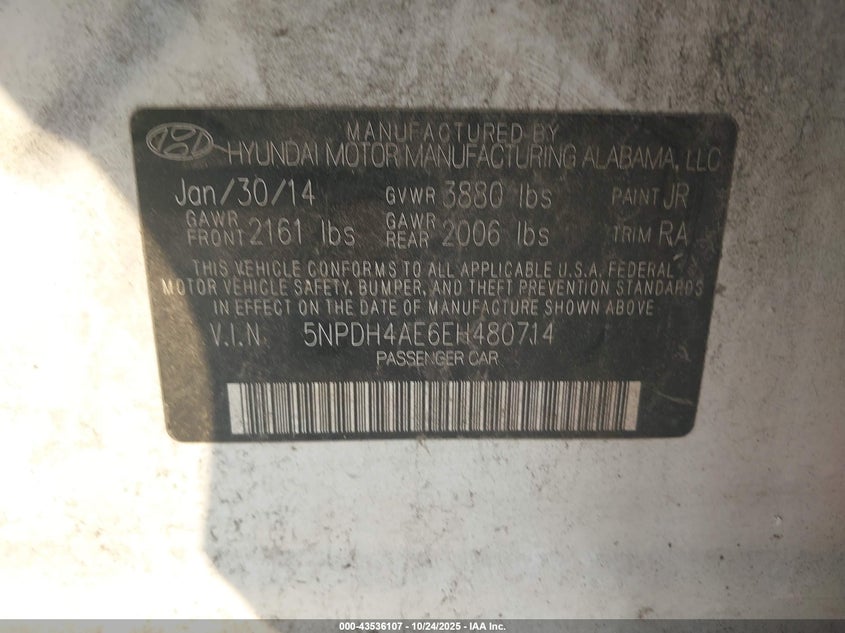 MANUFACTURED BY
HYUNDAI MOTOR MANUFACTURING ALABAMA, LLC
Jan/30/14 GVWR 3880 lbs PAINT JR
GAWR FRONT 2161 lbs GAWR REAR 2006 lbs TRIM RA
THIS VEHICLE CONFORMS TO ALL APPLICABLE U.S.A. FEDERAL
MOTOR VEHICLE SAFETY, BUMPER, AND THEFT PREVENTION STANDARDS
IN EFFECT ON THE DATE OF MANUFACTURE SHOWN ABOVE
V.I.N. 5NPDH4AE6EH480714
PASSENGER CAR
000-43536107 - 10/24/2025 - IAA Inc.